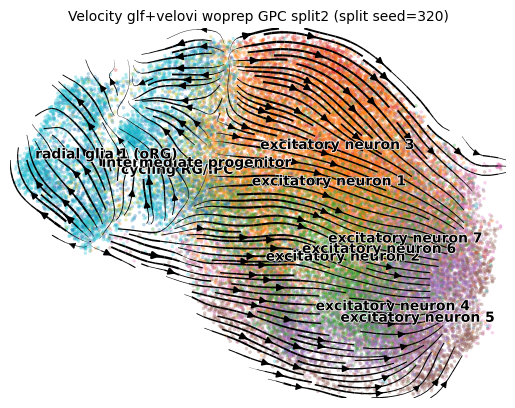 Velocity glf+velovi woprep GPC split2 (split seed=320)
excitatory neuron 3
radial glia 1 (oRG)
intermediate progenitor
cycling RG/IPC
excitatory neuron 1
excitatory neuron 7
excitatory neuron 6
excitatory neuron 2
excitatory neuron 4
excitatory neuron 5